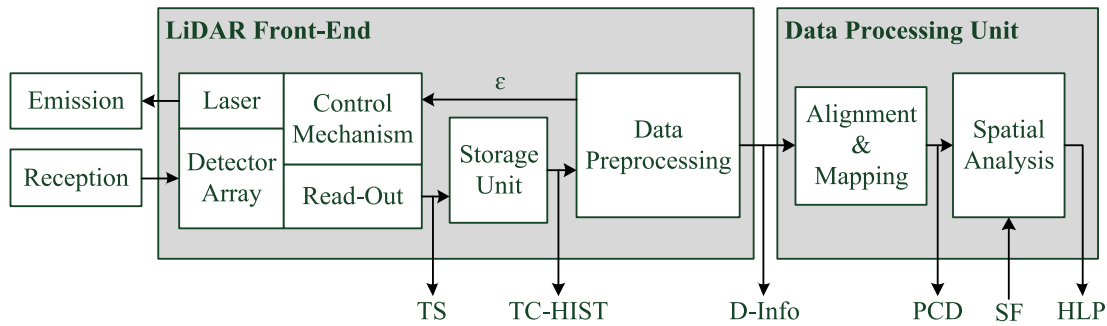 LiDAR Front-End
Data Processing Unit
Emission
Reception
Laser
Detector
Array
Control
Mechanism
Read-Out
ε
Storage
Unit
Data
Preprocessing
Alignment
&
Mapping
Spatial
Analysis
TS
TC-HIST
D-Info
PCD
SF
HLP